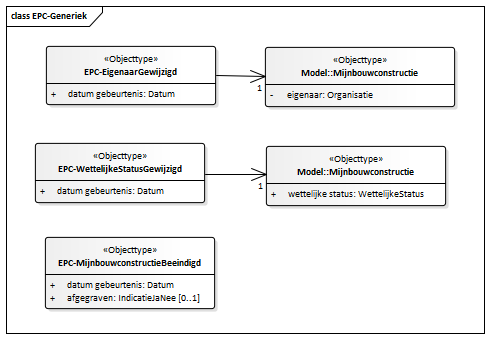 class EPC-Generiek
«Objecttype»
EPC-EigenaarGewijzigd
+ datum gebeurtenis: Datum
1
«Objecttype»
Model::Mijnbouwconstructie
- eigenaar: Organisatie
«Objecttype»
EPC-WettelijkeStatusGewijzigd
+ datum gebeurtenis: Datum
1
«Objecttype»
Model::Mijnbouwconstructie
+ wettelijke status: WettelijkeStatus
«Objecttype»
EPC-MijnbouwconstructieBeeindigd
+ datum gebeurtenis: Datum
+ afgegraven: IndicatieJaNee [0..1]